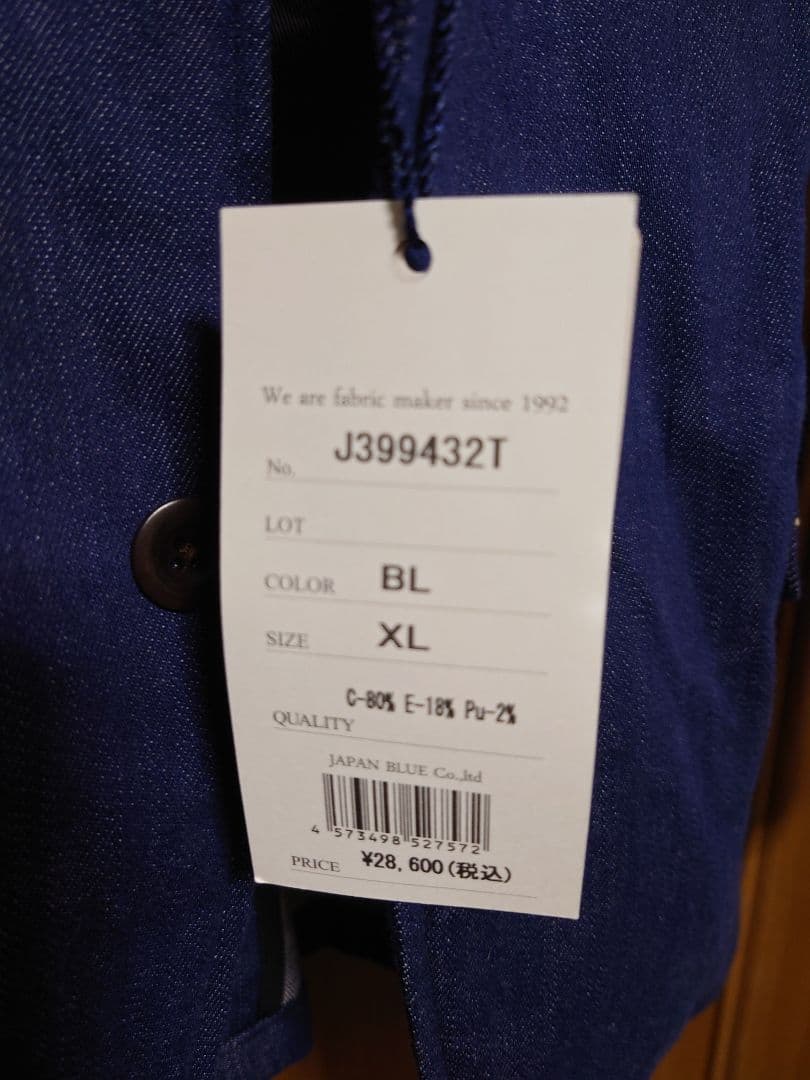 We are fabric maker since 1992
No. J399432T
LOT
COLOR BL
SIZE XL
C-80% E-18% Pu-2%
QUALITY
JAPAN BLUE Co.,ltd
4 573498 527572
PRICE ¥28,600(税込)